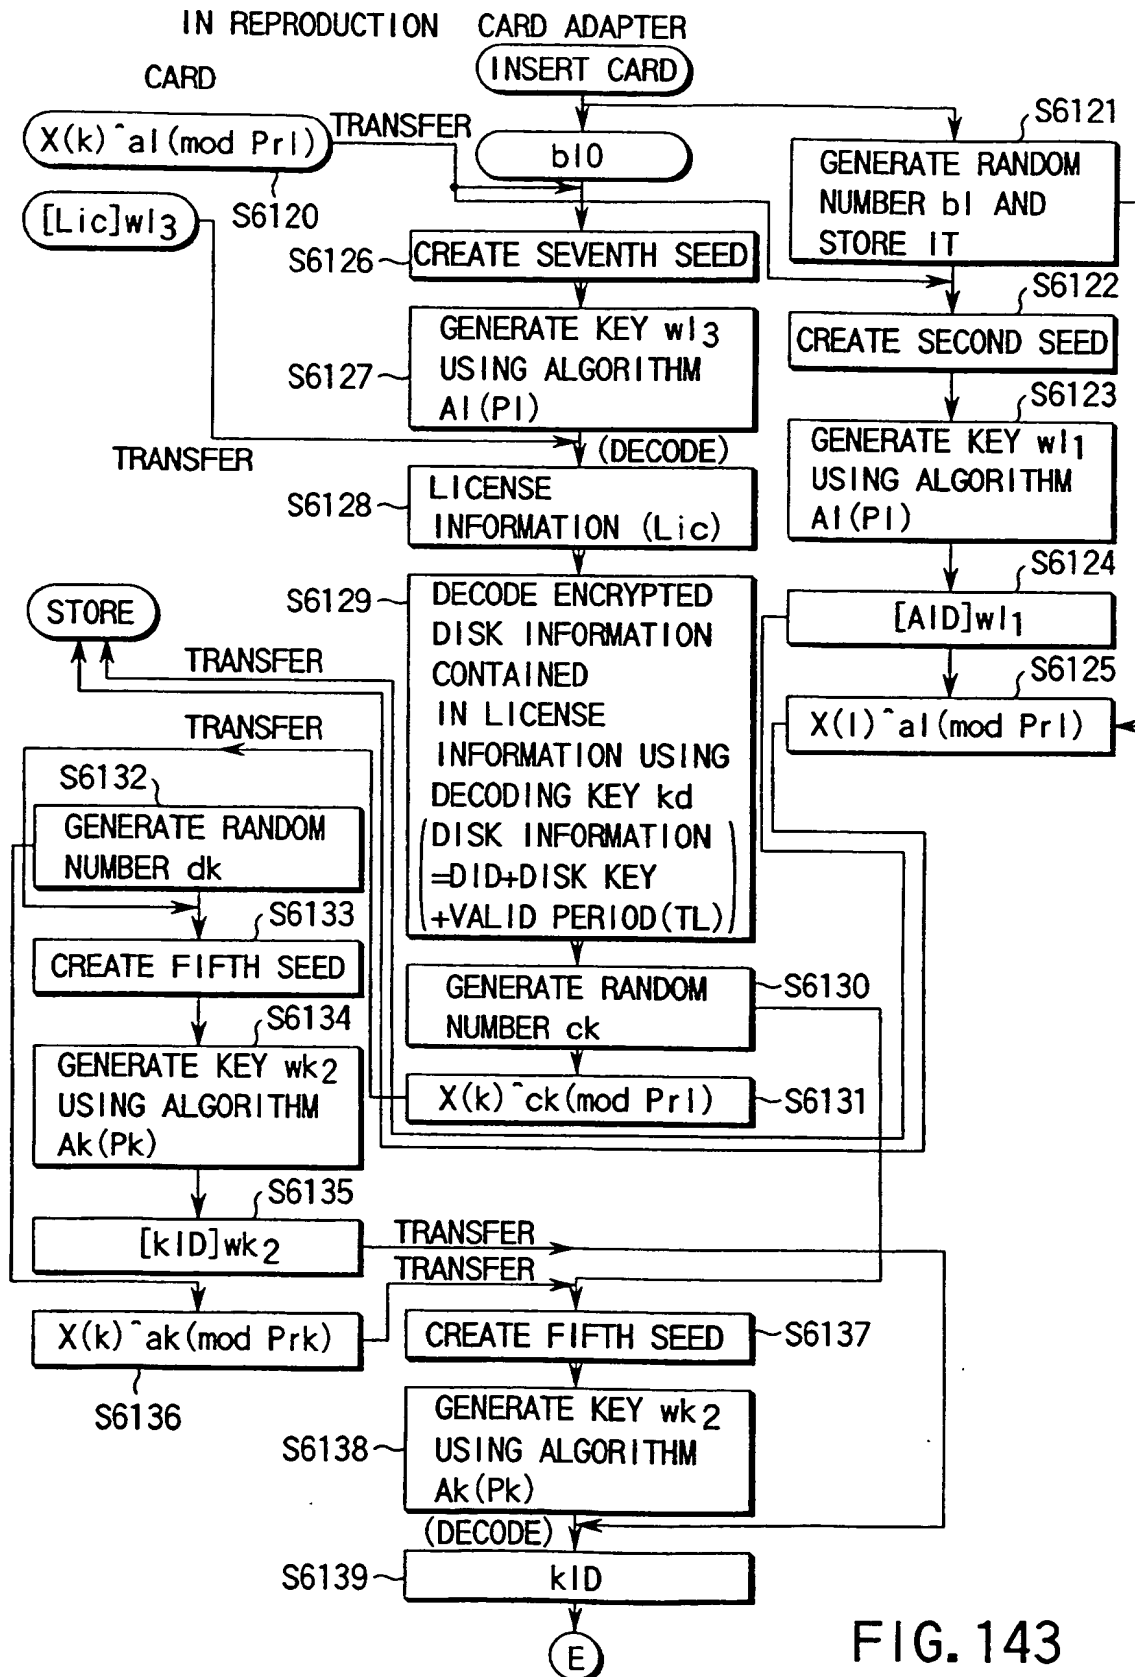 IN REPRODUCTION CARD ADAPTER
INSERT CARD
CARD
X(k)^al(mod Prl)
TRANSFER
S6120
bl0
S6121
GENERATE RANDOM
NUMBER bl AND
STORE IT
[Lic]wl3
S6126
CREATE SEVENTH SEED
S6122
CREATE SECOND SEED
S6127
GENERATE KEY wl3
USING ALGORITHM
Al(Pl)
S6123
GENERATE KEY wl1
USING ALGORITHM
Al(Pl)
TRANSFER
(DECODE)
S6128
LICENSE
INFORMATION (Lic)
S6124
[AID]wl1
STORE
TRANSFER
S6129
DECODE ENCRYPTED
DISK INFORMATION
CONTAINED
IN LICENSE
INFORMATION USING
DECODING KEY kd
(DISK INFORMATION
=DID+DISK KEY
+VALID PERIOD(TL))
S6125
X(l)^al(mod Prl)
TRANSFER
S6132
GENERATE RANDOM
NUMBER dk
S6133
CREATE FIFTH SEED
S6130
GENERATE RANDOM
NUMBER ck
S6134
GENERATE KEY wk2
USING ALGORITHM
Ak(Pk)
X(k)^ck(mod Prl)
S6131
S6135
[kID]wk2
TRANSFER
TRANSFER
X(k)^ak(mod Prk)
S6136
CREATE FIFTH SEED
S6137
S6138
GENERATE KEY wk2
USING ALGORITHM
Ak(Pk)
(DECODE)
S6139
kID
E
FIG. 143